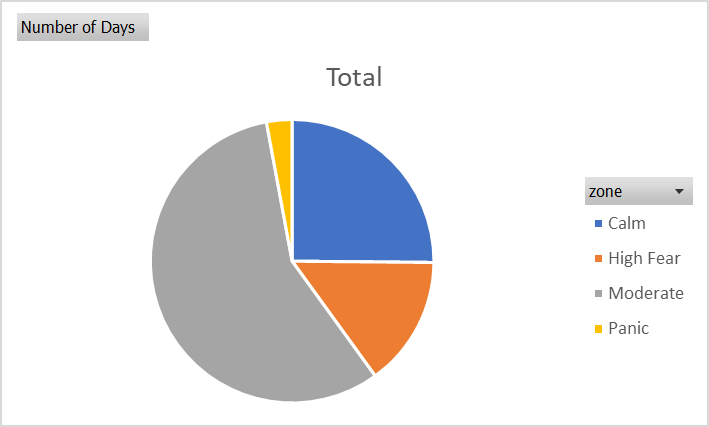 Number of Days
Total
zone
Calm
High Fear
Moderate
Panic